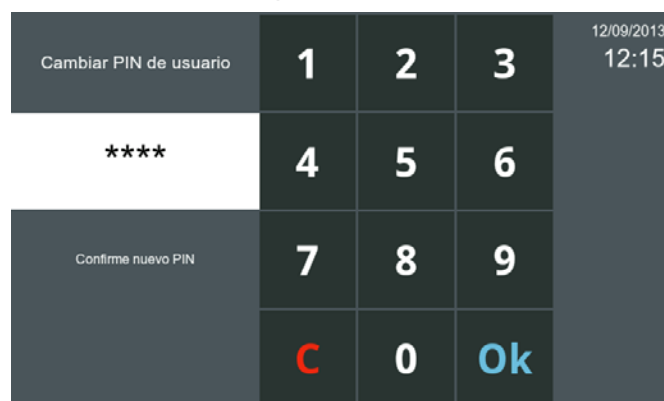 Cambiar PIN de usuario
1 2 3
12/09/2013
12:15
****
4 5 6
Confirme nuevo PIN
7 8 9
C 0 Ok